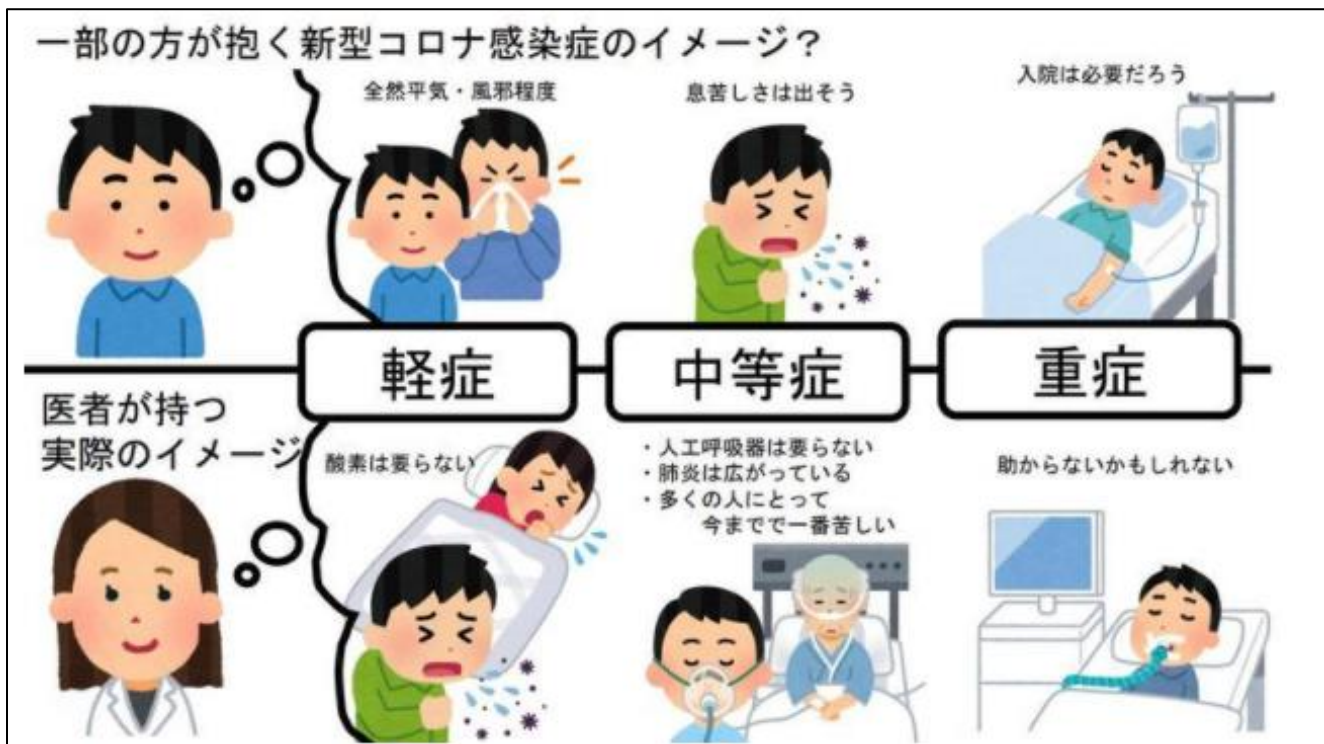 一部の方が抱く新型コロナ感染症のイメージ？
全然平気・風邪程度
息苦しさは出そう
入院は必要だろう
軽症
中等症
重症
医者が持つ
実際のイメージ
酸素は要らない
・人工呼吸器は要らない
・肺炎は広がっている
・多くの人にとって
今までで一番苦しい
助からないかもしれない